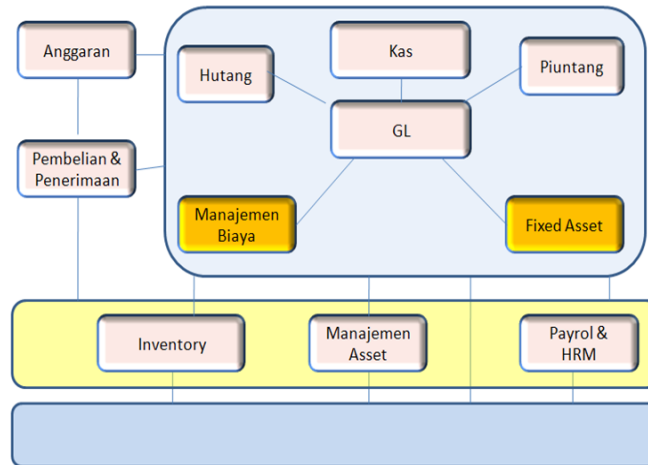 Anggaran
Hutang
Kas
Piuntang
GL
Pembelian &
Penerimaan
Manajemen
Biaya
Fixed Asset
Inventory
Manajemen
Asset
Payrol &
HRM